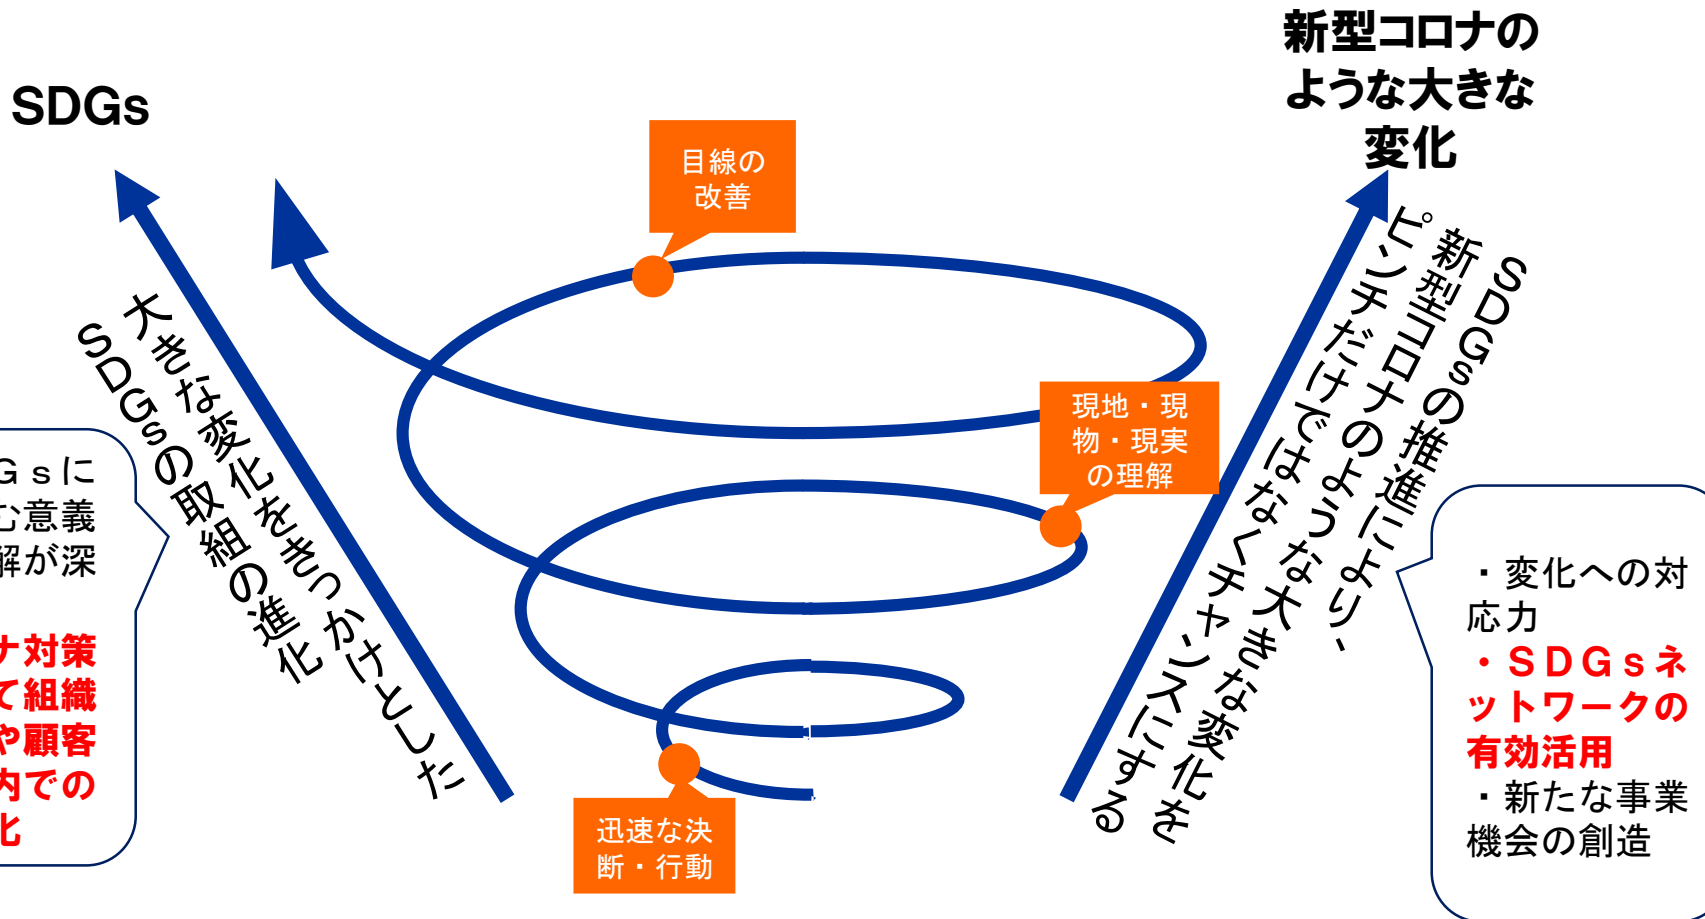 新型コロナの
ような大きな
変化
SDGs
目線の
改善
現地・現
物・現実
の理解
迅速な決
断・行動
大きな変化をきっかけとした
SDGsの取組の進化
SDGsの推進により、
新型コロナのような大きな変化を
ピンチだけではなくチャンスにする
Gsに
む意義
解が深
ナ対策
て組織
や顧客
内での
化
・変化への対
応力
・SDGsネ
ットワークの
有効活用
・新たな事業
機会の創造